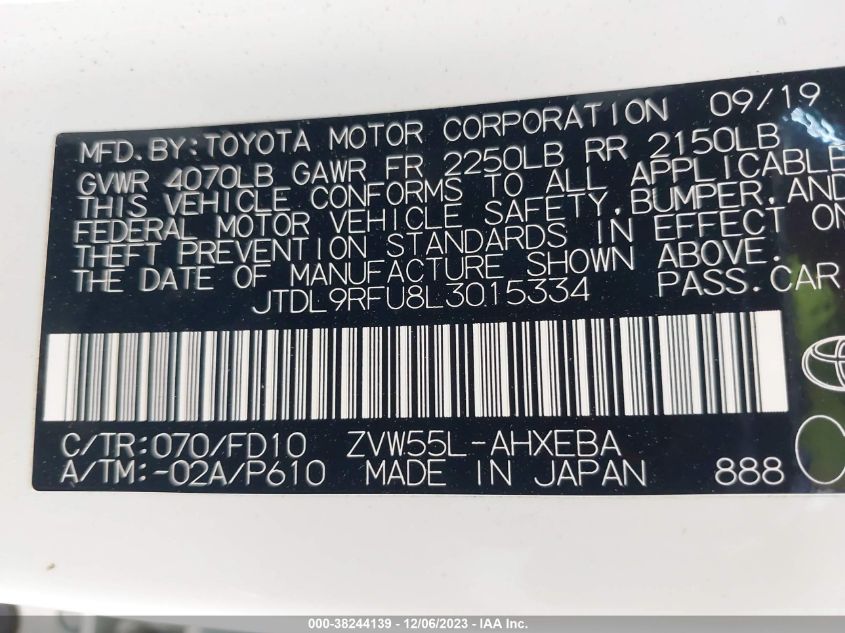 MFD.BY:TOYOTA MOTOR CORPORATION 09/19
GVWR 4070LB GAWR FR 2250LB RR 2150LB
THIS VEHICLE CONFORMS TO ALL APPLICABLE
FEDERAL MOTOR VEHICLE SAFETY,BUMPER,AND
THEFT PREVENTION STANDARDS IN EFFECT ON
THE DATE OF MANUFACTURE SHOWN ABOVE.
JTDL9RFU8L3015334 PASS.CAR
C/TR:070/FD10 ZVW55L-AHXEBA
A/TM:-02A/P610 MADE IN JAPAN 888
000-38244139 - 12/06/2023 - IAA Inc.